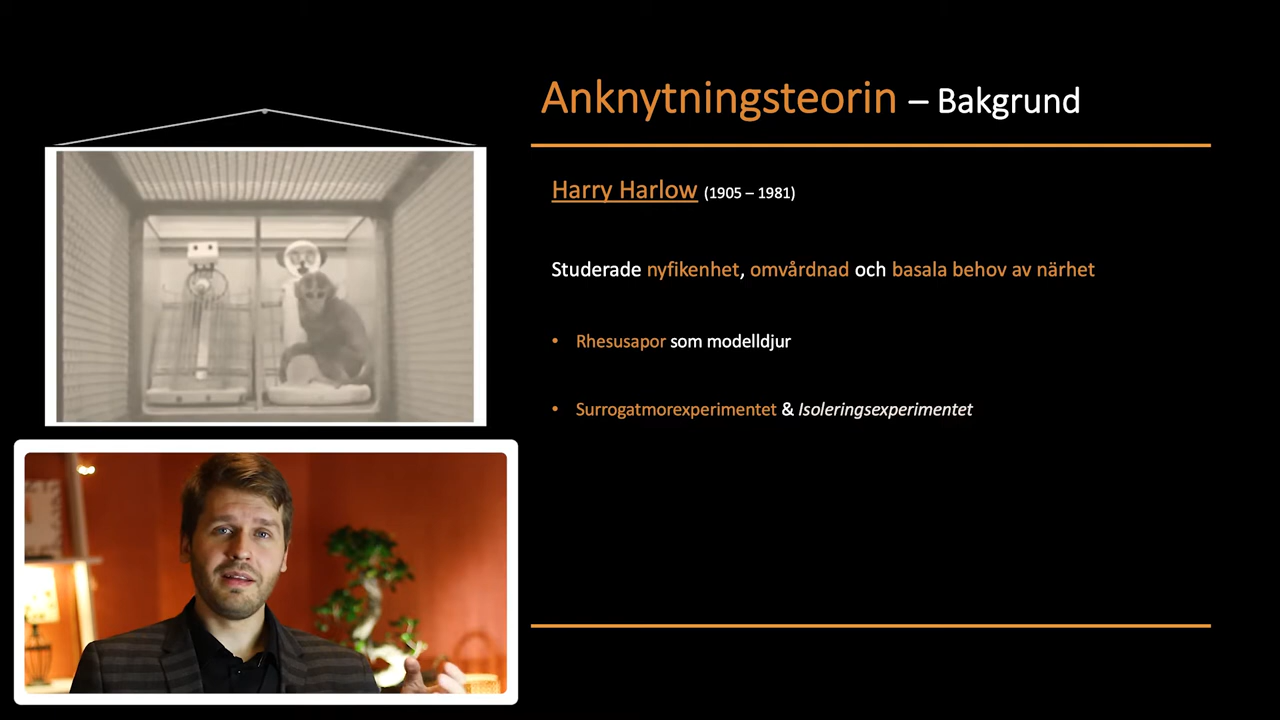 Anknytningsteorin – Bakgrund
Harry Harlow (1905 – 1981)
Studerade nyfikenhet, omvårdnad och basala behov av närhet
• Rhesusapor som modelldjur
• Surrogatmorexperimentet & Isoleringsexperimentet